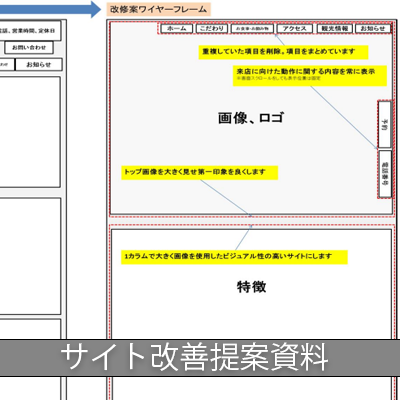 改修案ワイヤーフレーム
電話、営業時間、定休日
お問い合わせ
お知らせ
ホーム
こだわり
お食事・お飲み物
アクセス
観光情報
お知らせ
重複していた項目を削除。項目をまとめています
来店に向けた動作に関する内容を常に表示
画像、ロゴ
予約
電話番号
トップ画像を大きく見せ第一印象を良くします
1カラムで大きく画像を使用したビジュアル性の高いサイトにします
特徴
サイト改善提案資料